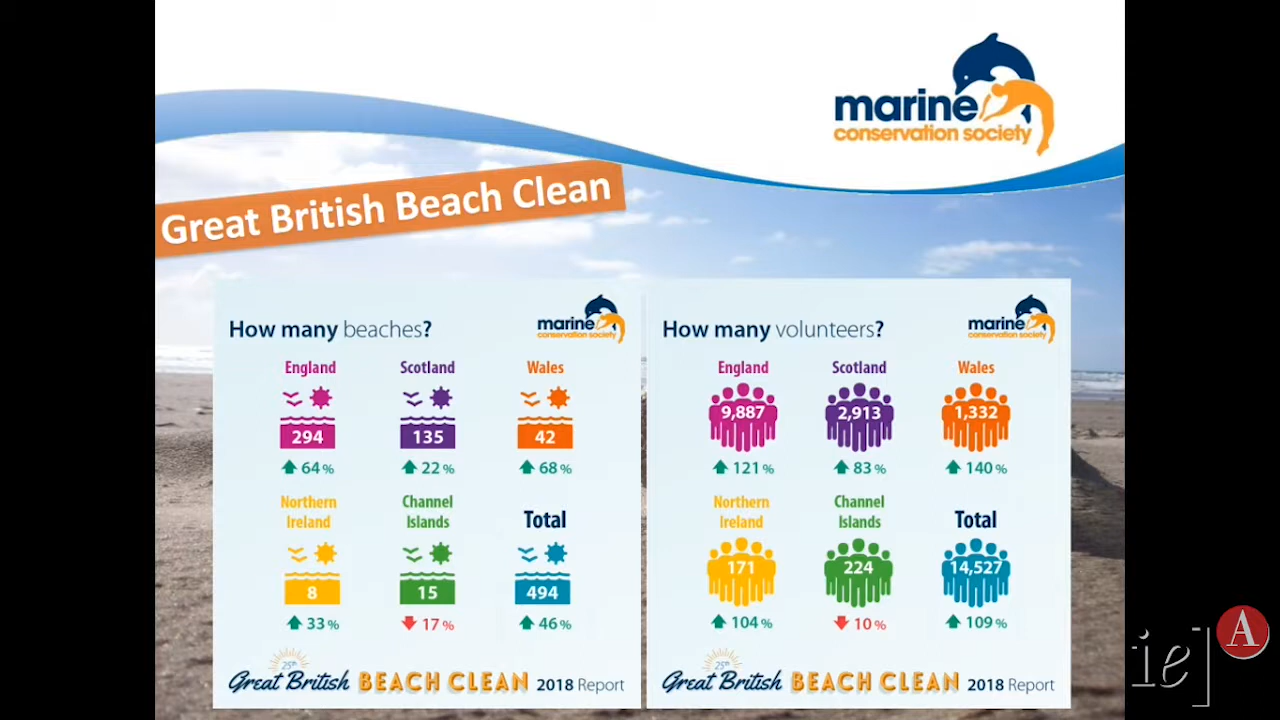 marine
conservation society
Great British Beach Clean
How many beaches?
marine
conservation society
England
Scotland
Wales
294
135
42
64 %
22 %
68 %
Northern
Ireland
Channel
Islands
Total
8
15
494
33 %
17 %
46 %
25th
Great British BEACH CLEAN 2018 Report
How many volunteers?
marine
conservation society
England
Scotland
Wales
9,887
2,913
1,332
121 %
83 %
140 %
Northern
Ireland
Channel
Islands
Total
171
224
14,527
104 %
10 %
109 %
25th
Great British BEACH CLEAN 2018 Report
ie] A